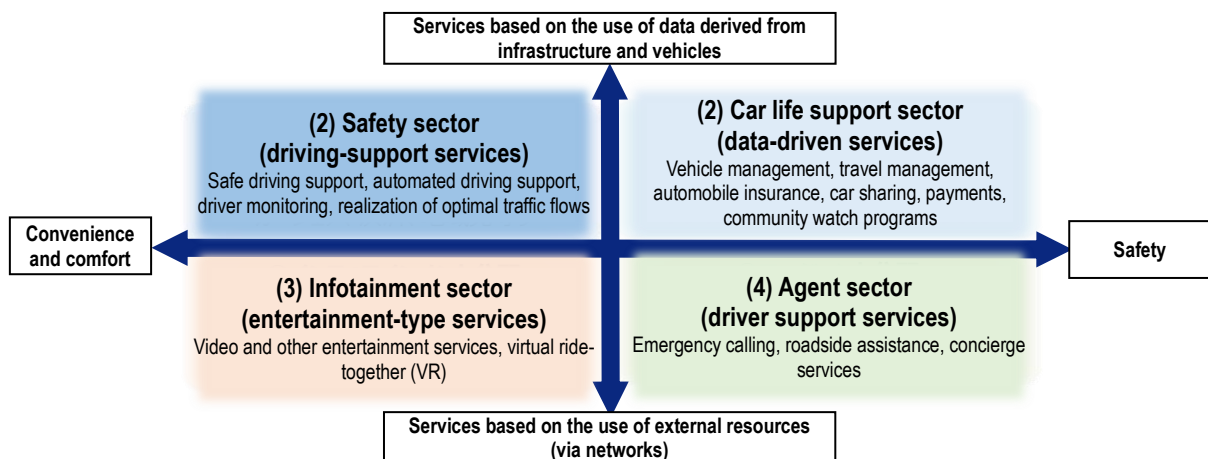 Services based on the use of data derived from
infrastructure and vehicles
(2) Safety sector
(driving-support services)
Safe driving support, automated driving support,
driver monitoring, realization of optimal traffic flows
(2) Car life support sector
(data-driven services)
Vehicle management, travel management,
automobile insurance, car sharing, payments,
community watch programs
Convenience
and comfort
Safety
(3) Infotainment sector
(entertainment-type services)
Video and other entertainment services, virtual ride-
together (VR)
(4) Agent sector
(driver support services)
Emergency calling, roadside assistance, concierge
services
Services based on the use of external resources
(via networks)